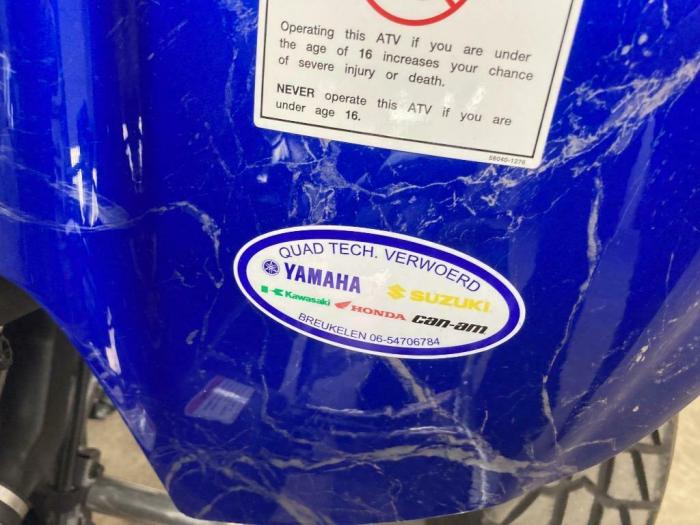 Operating this ATV if you are under
the age of 16 increases your chance
of severe injury or death.
NEVER operate this ATV if you are
under age 16.
56040-1276
QUAD TECH. VERWOERD
YAMAHA
SUZUKI
Kawasaki
HONDA
can-am
BREUKELEN 06-54706784